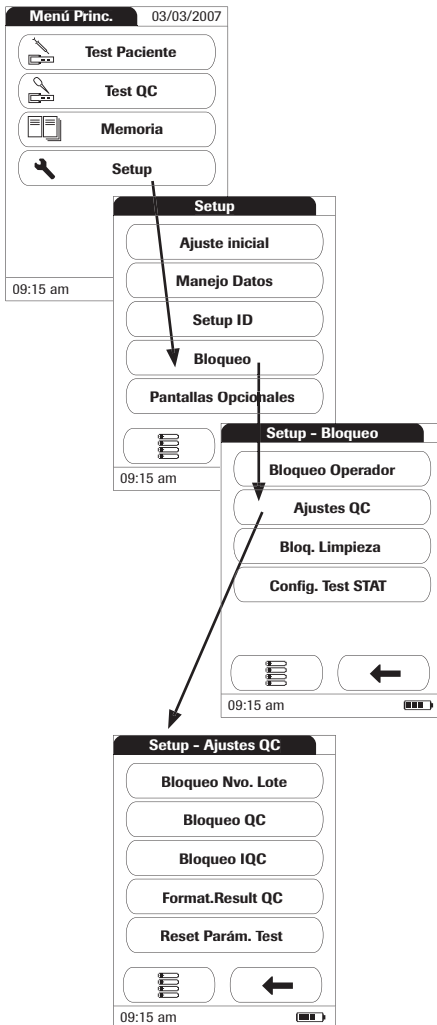 Menú Princ.
03/03/2007
Test Paciente
Test QC
Memoria
Setup
09:15 am
Setup
Ajuste inicial
Manejo Datos
Setup ID
Bloqueo
Pantallas Opcionales
09:15 am
Setup - Bloqueo
Bloqueo Operador
Ajustes QC
Bloq. Limpieza
Config. Test STAT
09:15 am
Setup - Ajustes QC
Bloqueo Nvo. Lote
Bloqueo QC
Bloqueo IQC
Format.Result QC
Reset Parám. Test
09:15 am